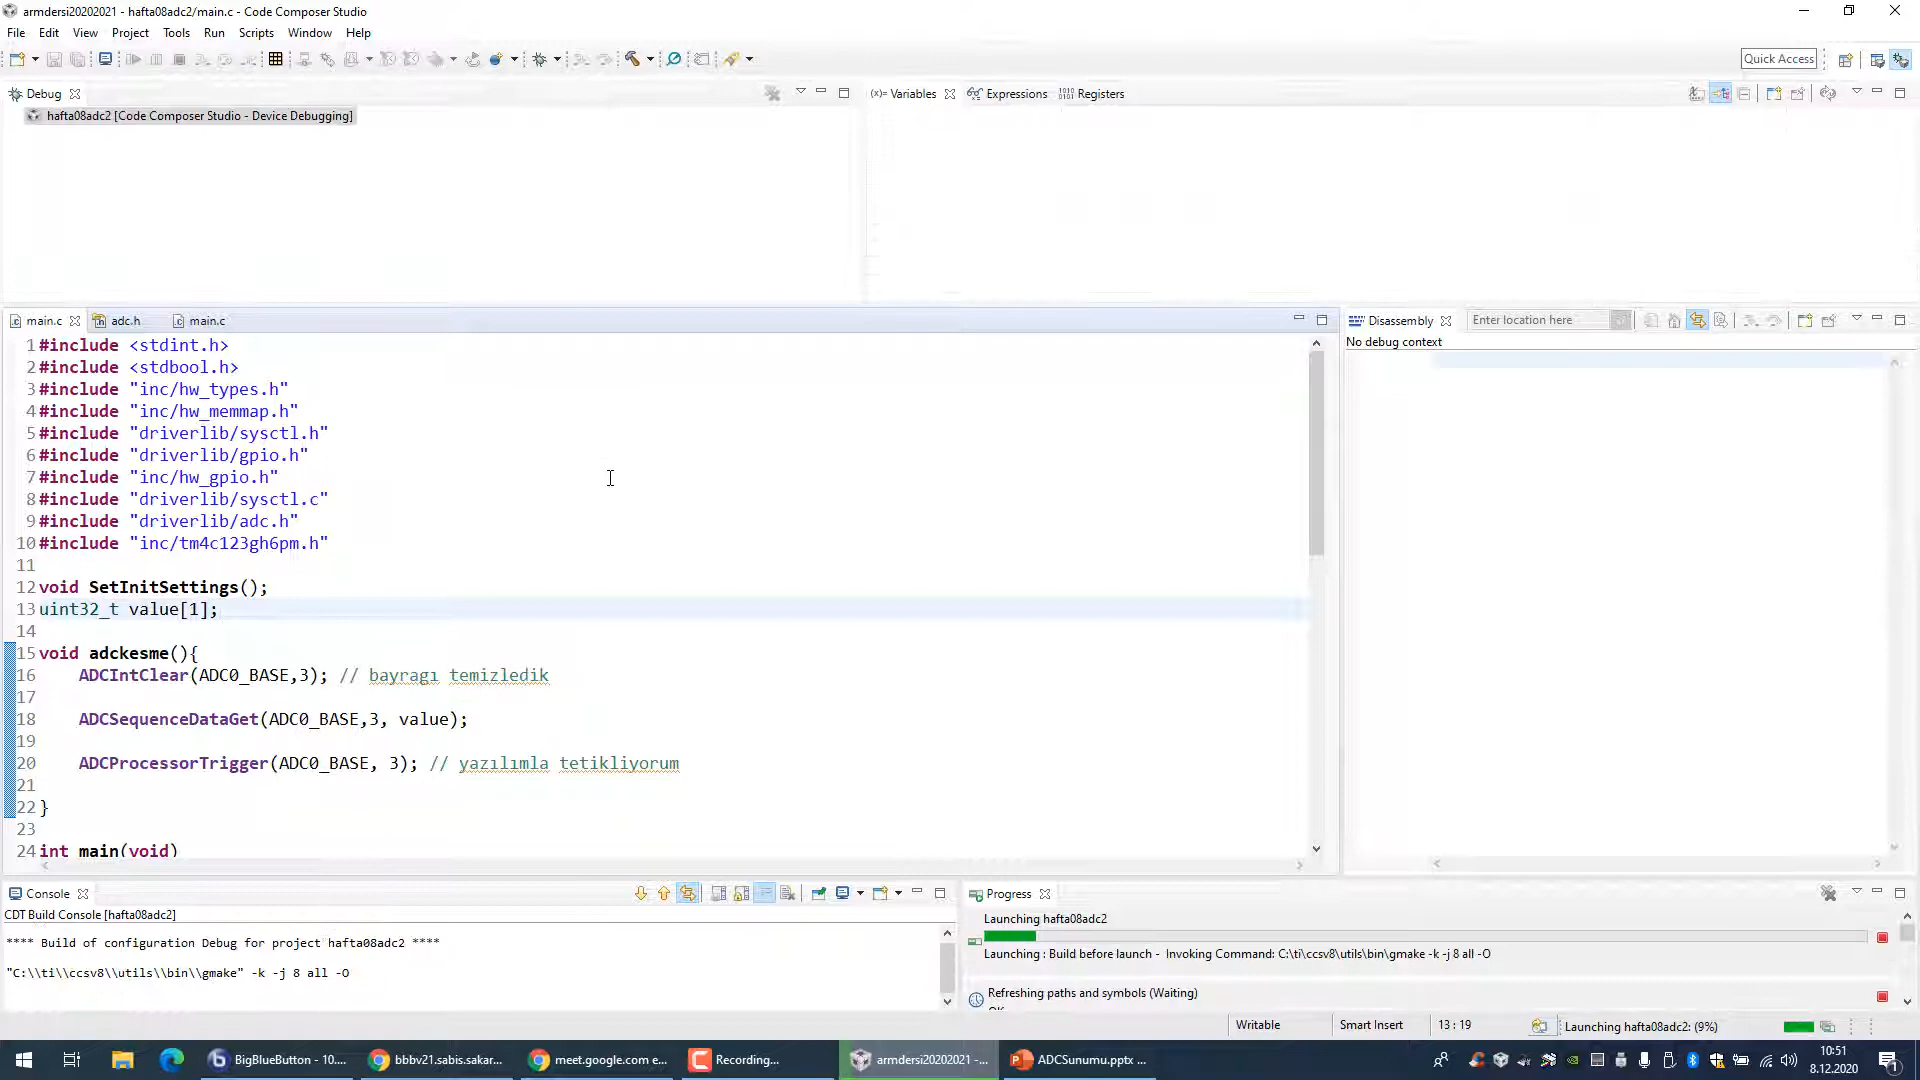 armdersi20202021 - hafta08adc2/main.c - Code Composer Studio
File Edit View Project Tools Run Scripts Window Help
Quick Access
Debug
(x)= Variables Expressions 1010 0101 Registers
hafta08adc2 [Code Composer Studio - Device Debugging]
main.c adc.h main.c
Disassembly Enter location here
No debug context
1 #include <stdint.h>
2 #include <stdbool.h>
3 #include "inc/hw_types.h"
4 #include "inc/hw_memmap.h"
5 #include "driverlib/sysctl.h"
6 #include "driverlib/gpio.h"
7 #include "inc/hw_gpio.h"
8 #include "driverlib/sysctl.c"
9 #include "driverlib/adc.h"
10 #include "inc/tm4c123gh6pm.h"
11
12 void SetInitSettings();
13 uint32_t value[1];
14
15 void adckesme(){
16 ADCIntClear(ADC0_BASE,3); // bayragı temizledik
17
18 ADCSequenceDataGet(ADC0_BASE,3, value);
19
20 ADCProcessorTrigger(ADC0_BASE, 3); // yazılımla tetikliyorum
21
22 }
23
24 int main(void)
Console
CDT Build Console [hafta08adc2]
**** Build of configuration Debug for project hafta08adc2 ****
"C:\\ti\\ccsv8\\utils\\bin\\gmake" -k -j 8 all -O
Progress
Launching hafta08adc2
Launching : Build before launch - Invoking Command: C:\ti\ccsv8\utils\bin\gmake -k -j 8 all -O
Refreshing paths and symbols (Waiting)
Writable Smart Insert 13 : 19 Launching hafta08adc2: (9%)
BigBlueButton - 10.... bbbv21.sabis.sakar... meet.google.com e... Recording... armdersi20202021 -... ADCSunumu.pptx ...
10:51
8.12.2020